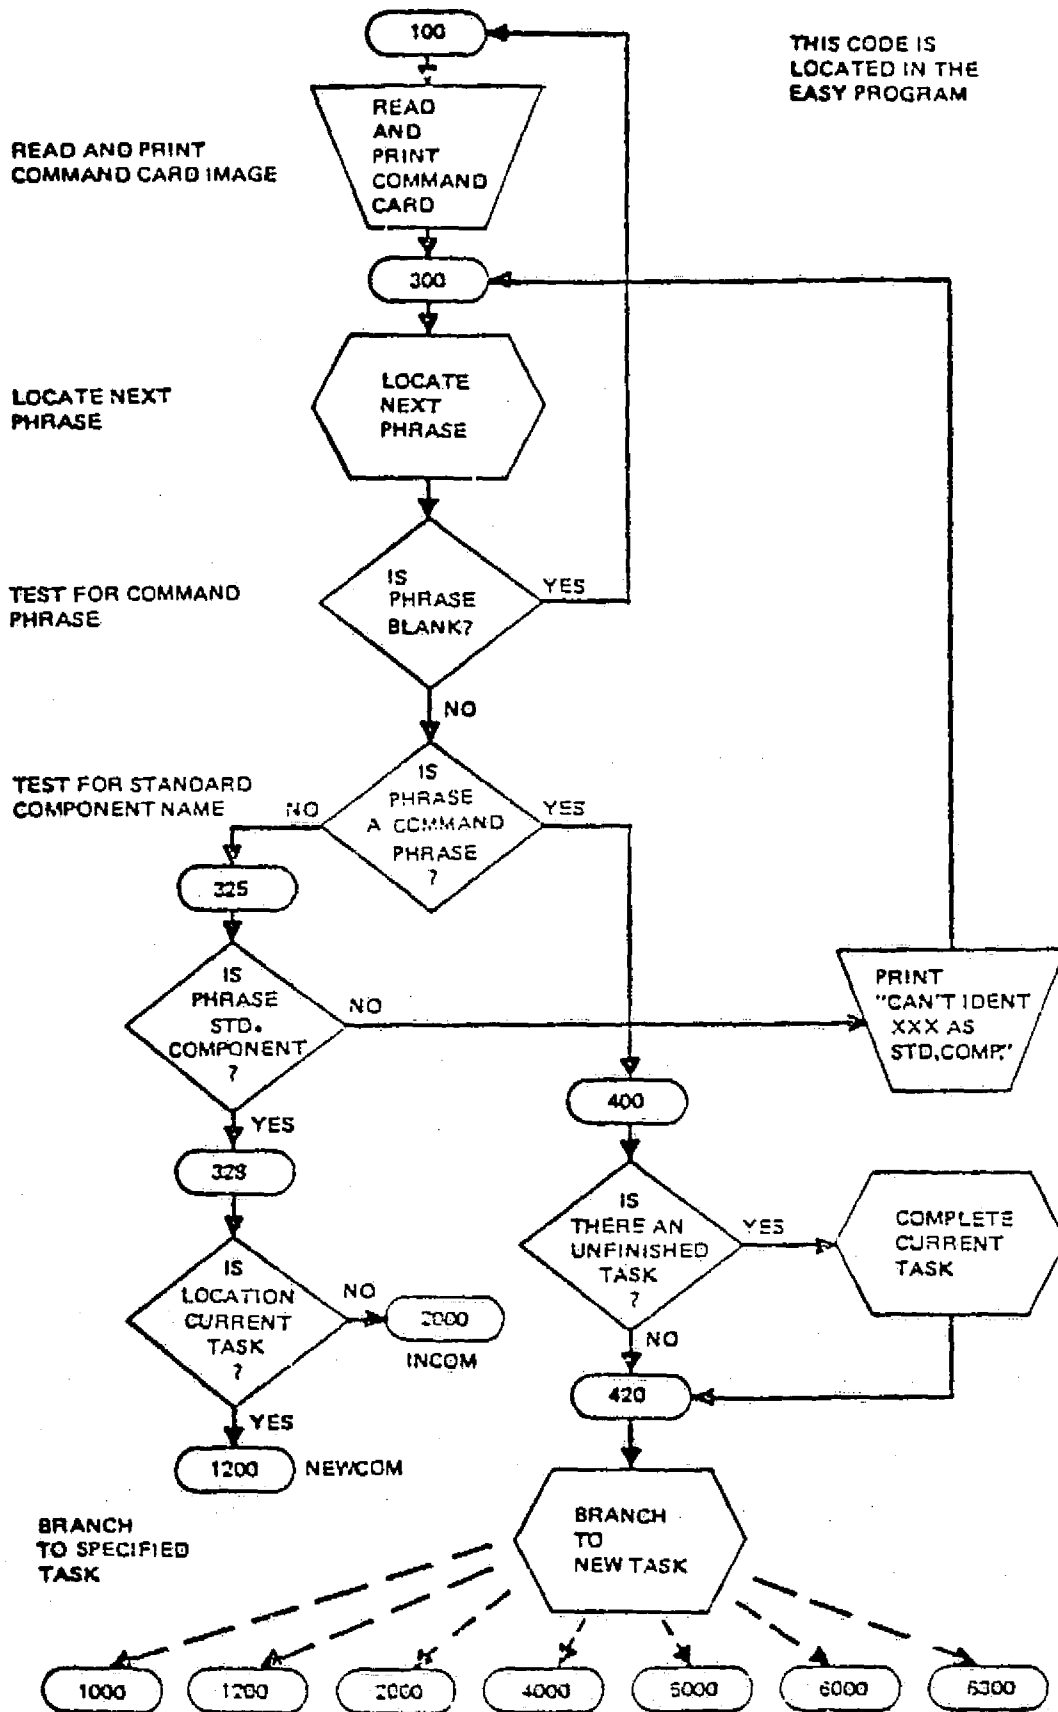 100
THIS CODE IS
LOCATED IN THE
EASY PROGRAM
READ AND PRINT
COMMAND CARD IMAGE
READ
AND
PRINT
COMMAND
CARD
300
LOCATE NEXT
PHRASE
LOCATE
NEXT
PHRASE
TEST FOR COMMAND
PHRASE
IS
PHRASE
BLANK?
YES
NO
TEST FOR STANDARD
COMPONENT NAME
IS
PHRASE
A COMMAND
PHRASE
?
NO
YES
325
IS
PHRASE
STD.
COMPONENT
?
NO
PRINT
"CAN'T IDENT
XXX AS
STD.COMP."
YES
400
328
IS
THERE AN
UNFINISHED
TASK
?
YES
COMPLETE
CURRENT
TASK
IS
LOCATION
CURRENT
TASK
?
NO
2000
INCOM
NO
420
YES
1200
NEWCOM
BRANCH
TO SPECIFIED
TASK
BRANCH
TO
NEW TASK
1000
1200
2000
4000
5000
6000